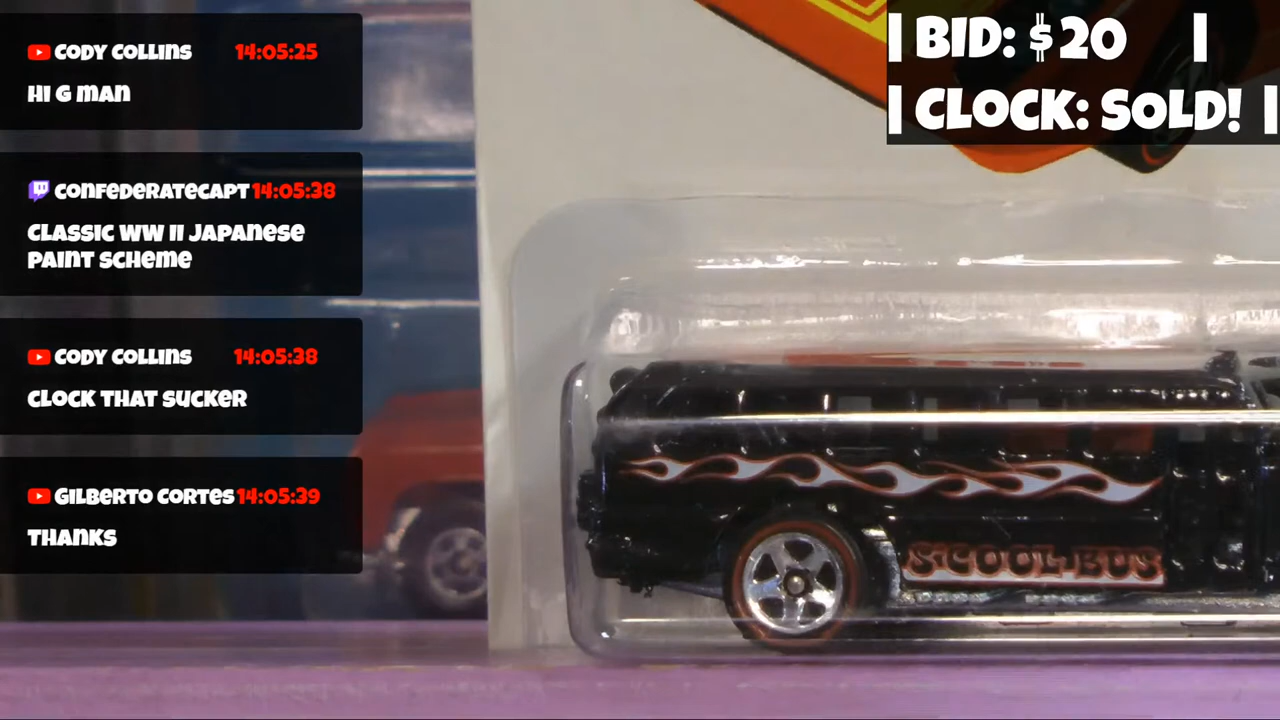 CODY COLLINS 14:05:25
HI G MAN
CONFEDERATECAPT 14:05:38
CLASSIC WW II JAPANESE
PAINT SCHEME
CODY COLLINS 14:05:38
CLOCK THAT SUCKER
GILBERTO CORTES 14:05:39
THANKS
| BID: $20 |
| CLOCK: SOLD! |
S'COOL BUS